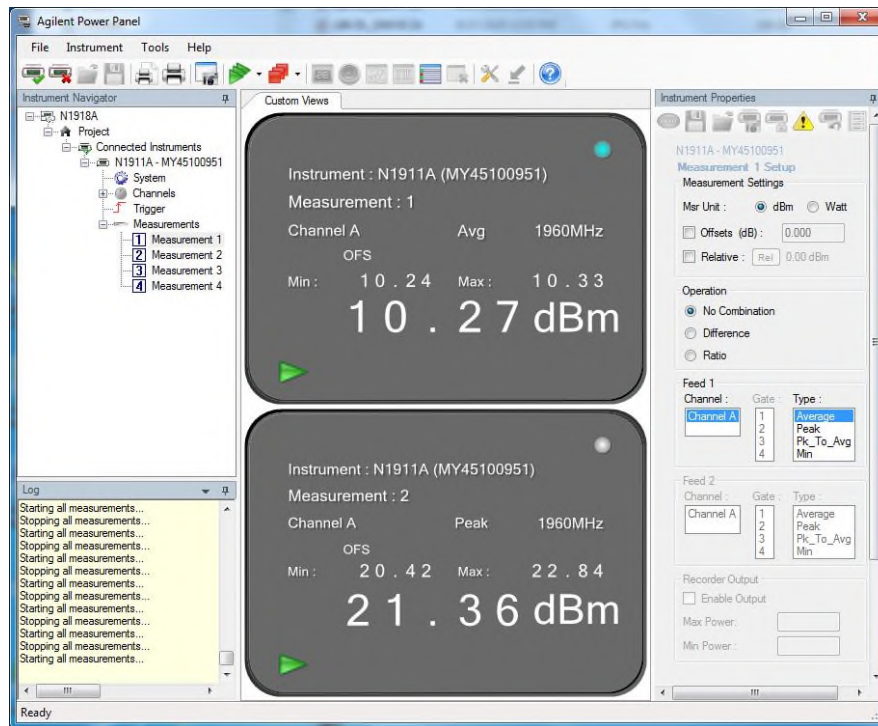 Agilent Power Panel
File Instrument Tools Help
Instrument Navigator
N1918A
Project
Connected Instruments
N1911A - MY45100951
System
Channels
Trigger
Measurements
1 Measurement 1
2 Measurement 2
3 Measurement 3
4 Measurement 4
Log
Starting all measurements...
Stopping all measurements...
Starting all measurements...
Stopping all measurements...
Starting all measurements...
Stopping all measurements...
Starting all measurements...
Stopping all measurements...
Starting all measurements...
Stopping all measurements...
Starting all measurements...
Stopping all measurements...
Starting all measurements...
Custom Views
Instrument : N1911A (MY45100951)
Measurement : 1
Channel A Avg 1960MHz
OFS
Min : 10.24 Max : 10.33
10.27 dBm
Instrument : N1911A (MY45100951)
Measurement : 2
Channel A Peak 1960MHz
OFS
Min : 20.42 Max : 22.84
21.36 dBm
Instrument Properties
N1911A - MY45100951
Measurement 1 Setup
Measurement Settings
Msr Unit : dBm Watt
Offsets (dB) : 0.000
Relative : Rel 0.00 dBm
Operation
No Combination
Difference
Ratio
Feed 1
Channel : Gate : Type :
Channel A 1 Average
2 Peak
3 Pk_To_Avg
4 Min
Feed 2
Channel : Gate : Type :
Channel A 1 Average
2 Peak
3 Pk_To_Avg
4 Min
Recorder Output
Enable Output
Max Power:
Min Power :
Ready